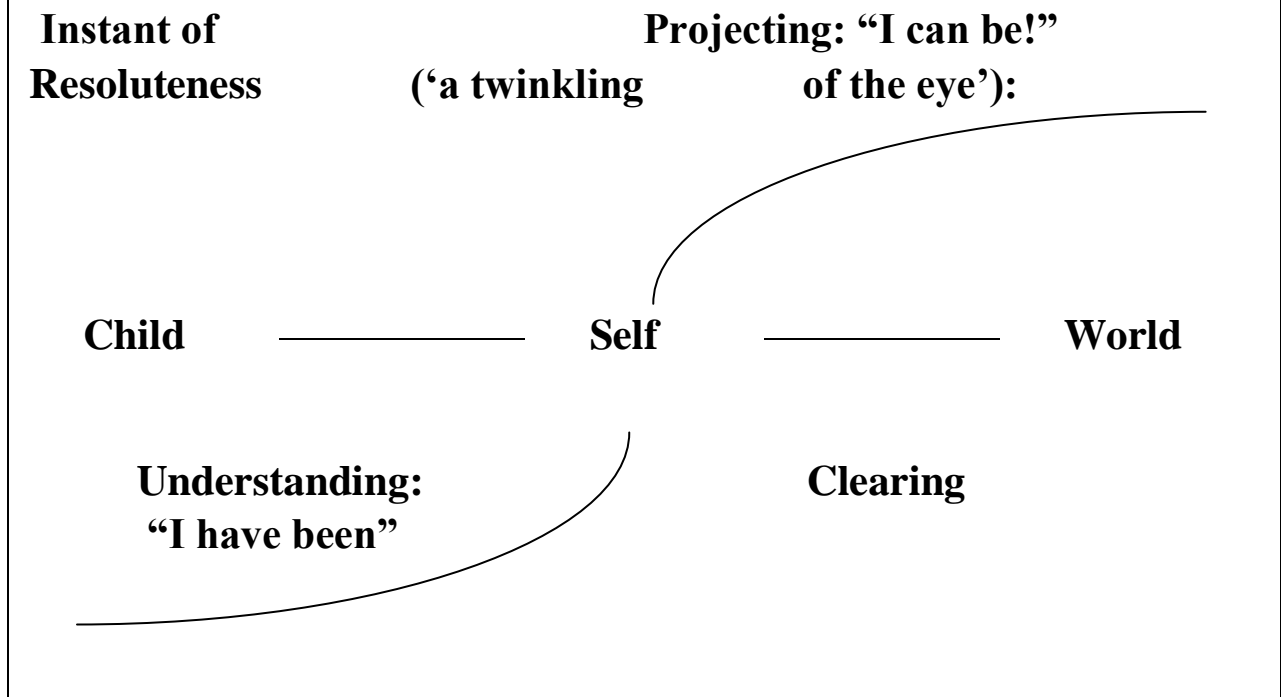 Instant of Projecting: “I can be!”
Resoluteness (‘a twinkling of the eye’):
Child Self World
Understanding: Clearing
“I have been”